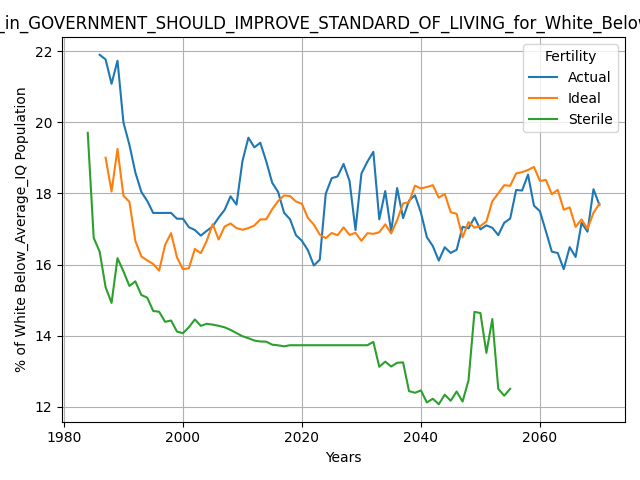 _in_GOVERNMENT_SHOULD_IMPROVE_STANDARD_OF_LIVING_for_White_Below
% of White Below_Average_IQ Population
22
20
18
16
14
12
1980
2000
2020
2040
2060
Years
Fertility
Actual
Ideal
Sterile